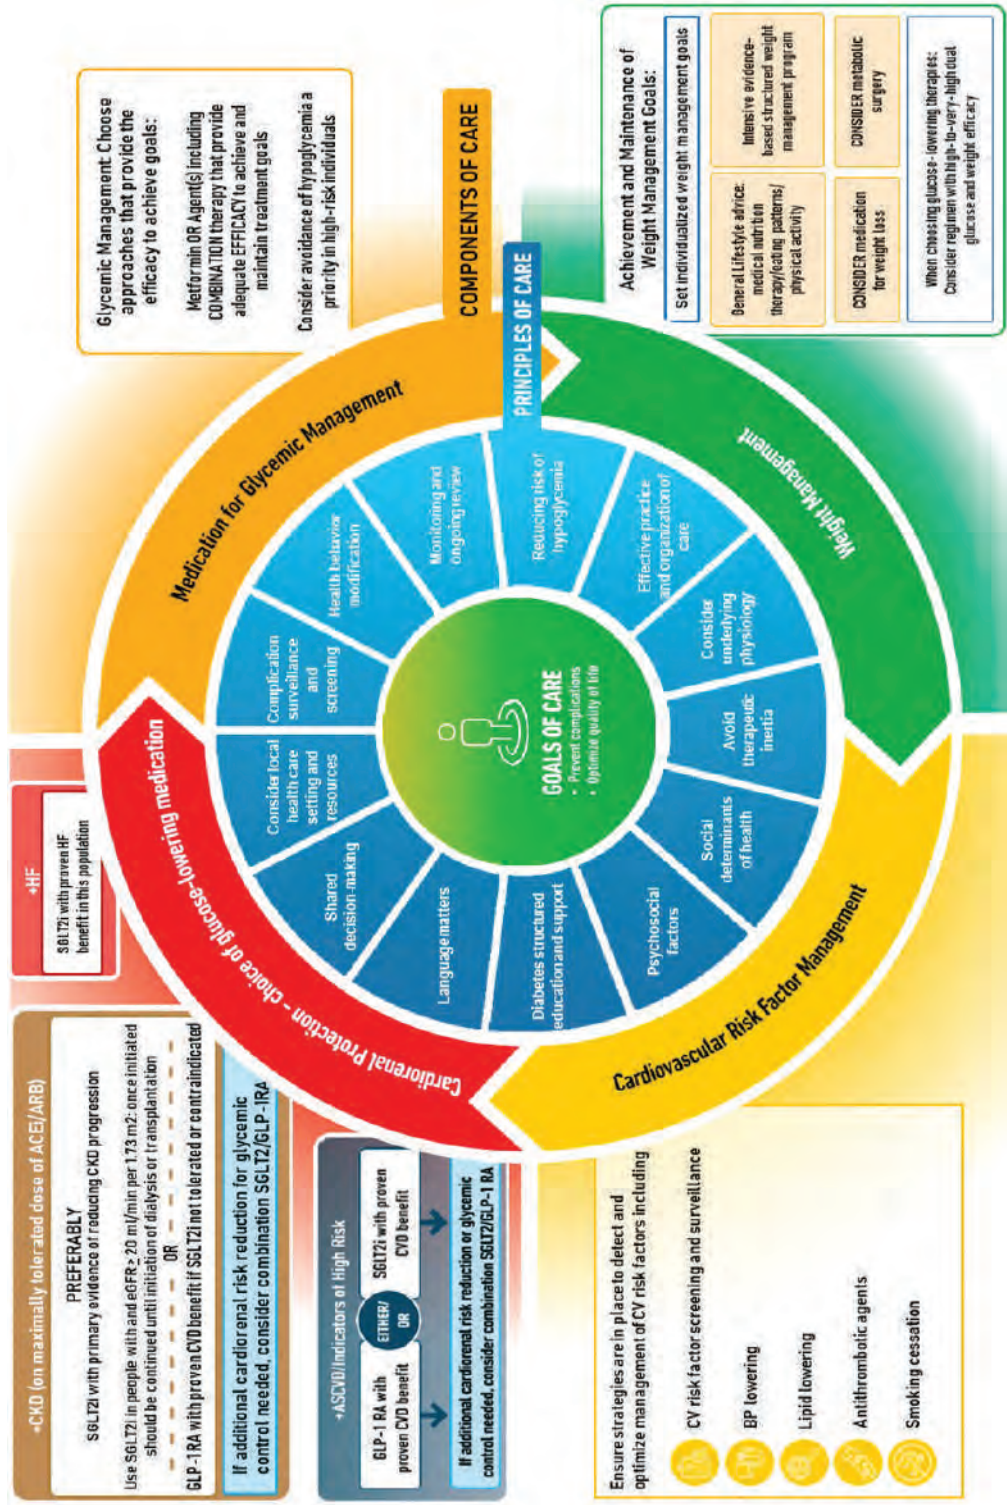 +CKD (on maximally tolerated dose of ACEi/ARB)
PREFERABLY
SGLT2i with primary evidence of reducing CKD progression
Use SGLT2i in people with and eGFR ≥ 20 ml/min per 1.73 m2: once initiated
should be continued until initiation of dialysis or transplantation
OR
GLP-1RA with proven CVD benefit if SGLT2i not tolerated or contraindicated
If additional cardiorenal risk reduction for glycemic
control needed, consider combination SGLT2/GLP-1RA
+HF
SGLT2i with proven HF
benefit in this population
+ASCVD/Indicators of High Risk
GLP-1 RA with
proven CVD benefit
EITHER/
OR
SGLT2i with proven
CVD benefit
If additional cardiorenal risk reduction or glycemic
control needed, consider combination SGLT2/GLP-1 RA
Glycemic Management: Choose
approaches that provide the
efficacy to achieve goals:
Metformin OR Agent(s) including
COMBINATION therapy that provide
adequate EFFICACY to achieve and
maintain treatment goals
Consider avoidance of hypoglycemia a
priority in high-risk individuals
COMPONENTS OF CARE
PRINCIPLES OF CARE
Cardiorenal Protection – choice of glucose-lowering medication
Medication for Glycemic Management
Weight Management
Cardiovascular Risk Factor Management
Language matters
Shared
decision-making
Consider local
health care
setting and
resources
Complication
surveillance
and
screening
Health behavior
modification
Monitoring and
ongoing review
Reducing risk of
hypoglycemia
Effective practice
and organization of
care
Consider
underlying
physiology
Avoid
therapeutic
inertia
Social
determinants
of health
Psychosocial
factors
Diabetes structured
education and support
GOALS OF CARE
• Prevent complications
• Optimize quality of life
Ensure strategies are in place to detect and
optimize management of CV risk factors including
CV risk factor screening and surveillance
BP lowering
Lipid lowering
Antithrombotic agents
Smoking cessation
Achievement and Maintenance of
Weight Management Goals:
Set individualized weight management goals
General Lifestyle advice:
medical nutrition
therapy/eating patterns/
physical activity
Intensive evidence-
based structured weight
management program
CONSIDER medication
for weight loss
CONSIDER metabolic
surgery
When choosing glucose-lowering therapies:
Consider regimen with high-to-very-high dual
glucose and weight efficacy